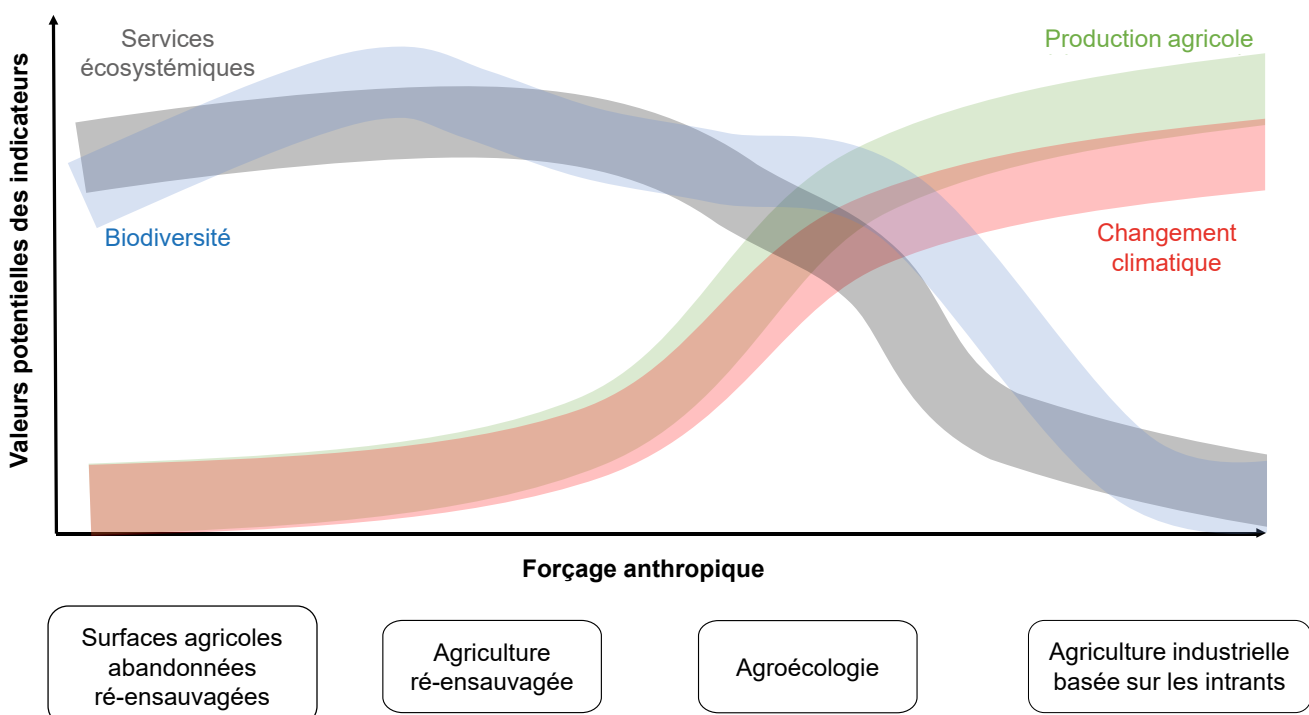 Services
écosystémiques
Production agricole
Valeurs potentielles des indicateurs
Biodiversité
Changement
climatique
Forçage anthropique
Surfaces agricoles
abandonnées
ré-ensauvagées
Agriculture
ré-ensauvagée
Agroécologie
Agriculture industrielle
basée sur les intrants